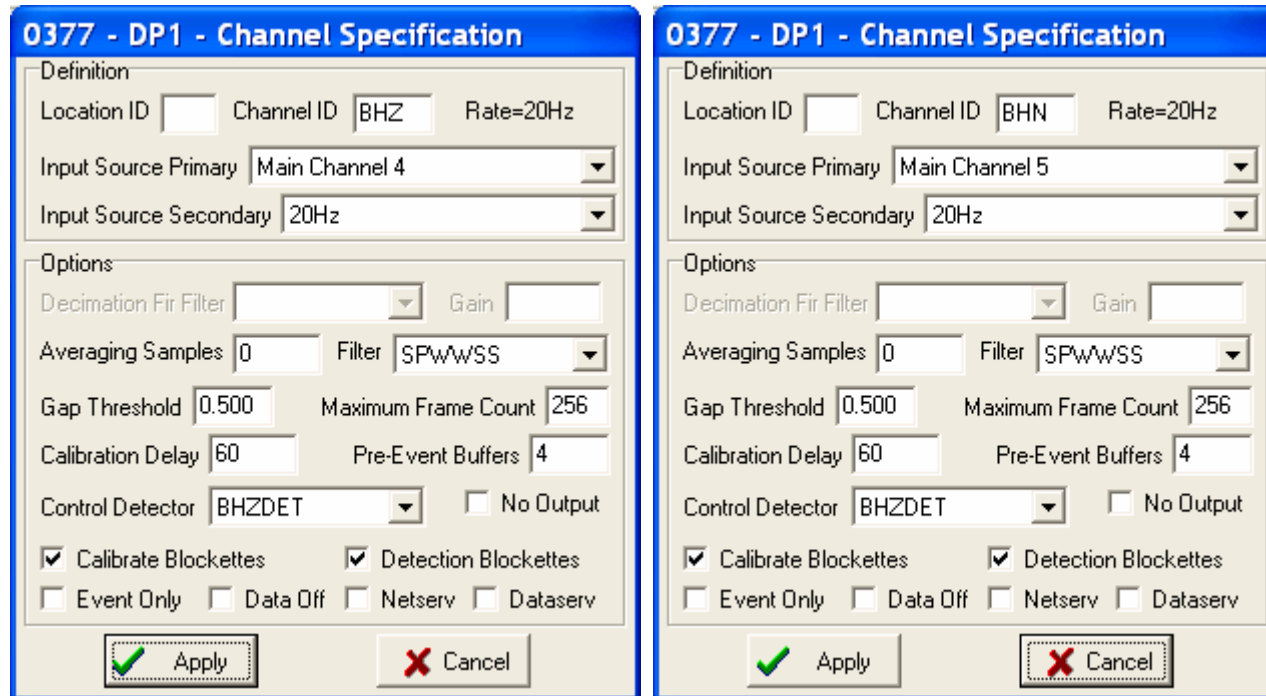 0377 - DP1 - Channel Specification
Definition
Location ID Channel ID BHZ Rate=20Hz
Input Source Primary Main Channel 4
Input Source Secondary 20Hz
Options
Decimation Fir Filter Gain
Averaging Samples 0 Filter SPWWSS
Gap Threshold 0.500 Maximum Frame Count 256
Calibration Delay 60 Pre-Event Buffers 4
Control Detector BHZDET No Output
Calibrate Blockettes Detection Blockettes
Event Only Data Off Netserv Dataserv
Apply Cancel
0377 - DP1 - Channel Specification
Definition
Location ID Channel ID BHN Rate=20Hz
Input Source Primary Main Channel 5
Input Source Secondary 20Hz
Options
Decimation Fir Filter Gain
Averaging Samples 0 Filter SPWWSS
Gap Threshold 0.500 Maximum Frame Count 256
Calibration Delay 60 Pre-Event Buffers 4
Control Detector BHZDET No Output
Calibrate Blockettes Detection Blockettes
Event Only Data Off Netserv Dataserv
Apply Cancel